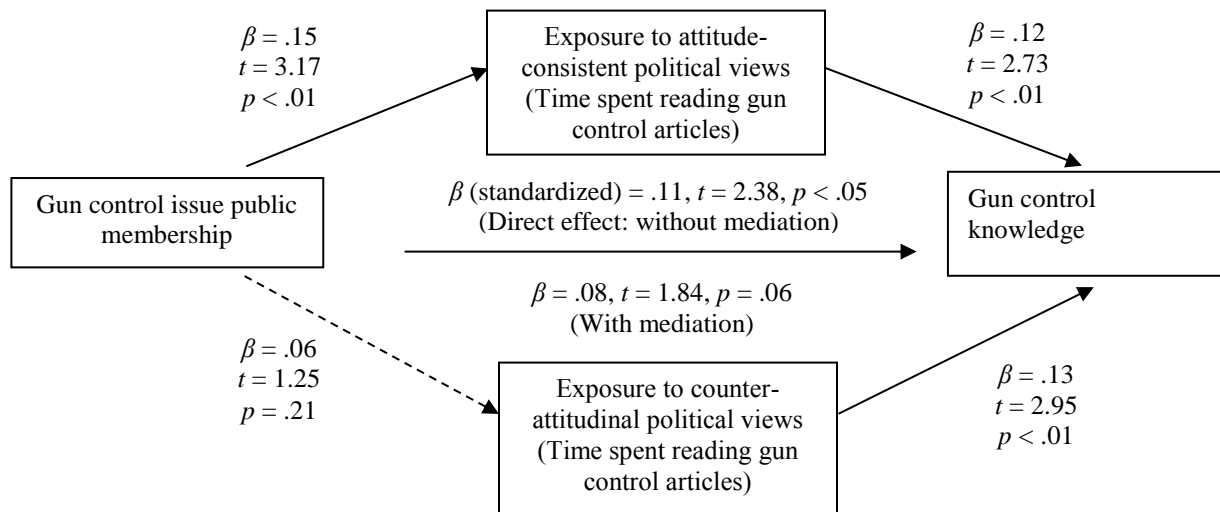 β = .15
t = 3.17
p < .01
Exposure to attitude-
consistent political views
(Time spent reading gun
control articles)
β = .12
t = 2.73
p < .01
Gun control issue public
membership
β (standardized) = .11, t = 2.38, p < .05
(Direct effect: without mediation)
Gun control
knowledge
β = .08, t = 1.84, p = .06
(With mediation)
β = .06
t = 1.25
p = .21
Exposure to counter-
attitudinal political views
(Time spent reading gun
control articles)
β = .13
t = 2.95
p < .01